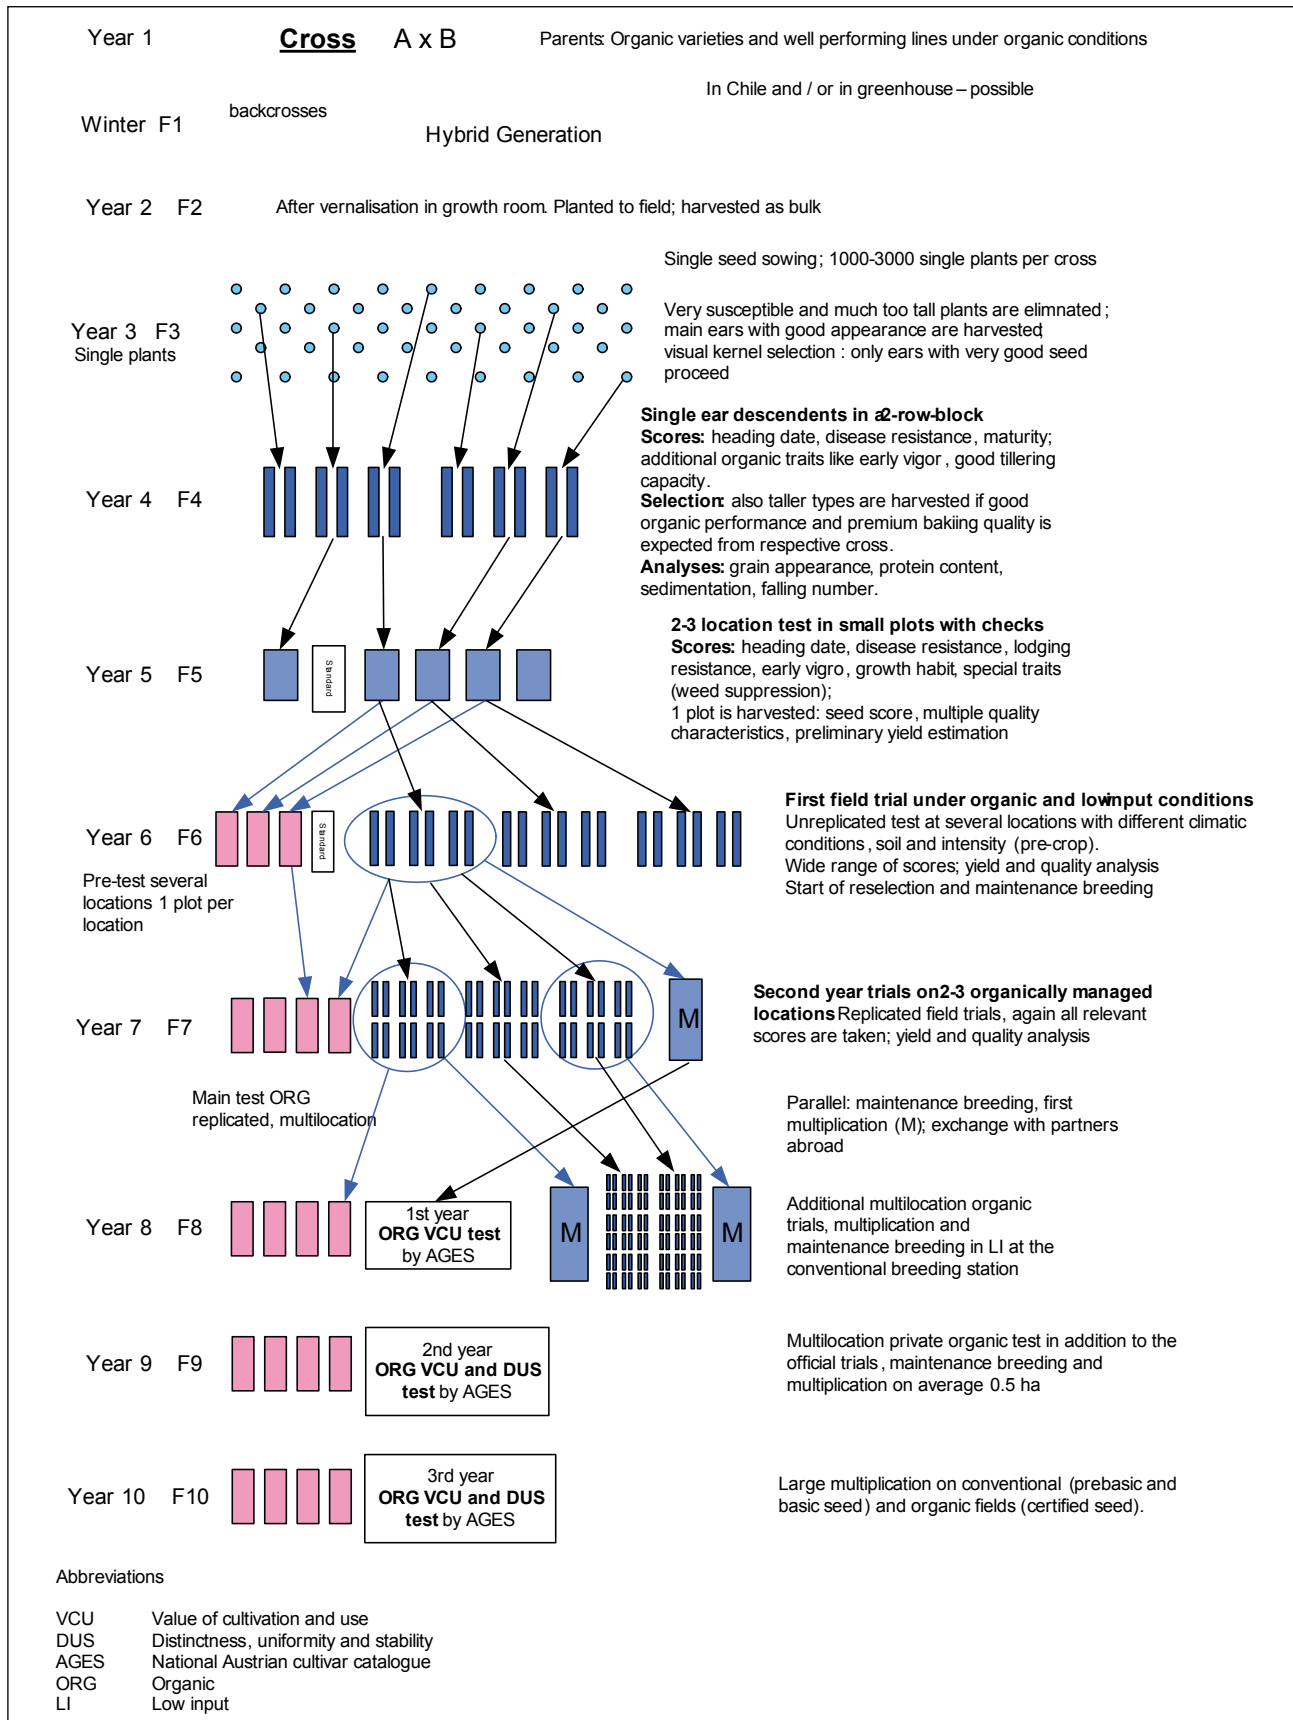 Year 1
Cross A x B
Parents: Organic varieties and well performing lines under organic conditions
In Chile and / or in greenhouse – possible
backcrosses
Winter F1
Hybrid Generation
Year 2 F2
After vernalisation in growth room. Planted to field; harvested as bulk
Single seed sowing; 1000-3000 single plants per cross
Year 3 F3
Single plants
Very susceptible and much too tall plants are elimnated;
main ears with good appearance are harvested;
visual kernel selection : only ears with very good seed
proceed
Single ear descendents in a 2-row-block
Scores: heading date, disease resistance, maturity;
additional organic traits like early vigor, good tillering
capacity.
Year 4 F4
Selection: also taller types are harvested if good
organic performance and premium bakiing quality is
expected from respective cross.
Analyses: grain appearance, protein content,
sedimentation, falling number.
2-3 location test in small plots with checks
Scores: heading date, disease resistance, lodging
resistance, early vigro, growth habit, special traits
(weed suppression);
1 plot is harvested: seed score, multiple quality
characteristics, preliminary yield estimation
Year 5 F5
Standard
First field trial under organic and low input conditions
Unreplicated test at several locations with different climatic
conditions, soil and intensity (pre-crop).
Wide range of scores; yield and quality analysis
Start of reselection and maintenance breeding
Year 6 F6
Standard
Pre-test several
locations 1 plot per
location
Second year trials on 2-3 organically managed
locations Replicated field trials, again all relevant
scores are taken; yield and quality analysis
Year 7 F7
M
Main test ORG
replicated, multilocation
Parallel: maintenance breeding, first
multiplication (M); exchange with partners
abroad
Year 8 F8
1st year
ORG VCU test
by AGES
M
M
Additional multilocation organic
trials, multiplication and
maintenance breeding in LI at the
conventional breeding station
Year 9 F9
2nd year
ORG VCU and DUS
test by AGES
Multilocation private organic test in addition to the
official trials, maintenance breeding and
multiplication on average 0.5 ha
Year 10 F10
3rd year
ORG VCU and DUS
test by AGES
Large multiplication on conventional (prebasic and
basic seed) and organic fields (certified seed).
Abbreviations
VCU Value of cultivation and use
DUS Distinctness, uniformity and stability
AGES National Austrian cultivar catalogue
ORG Organic
LI Low input